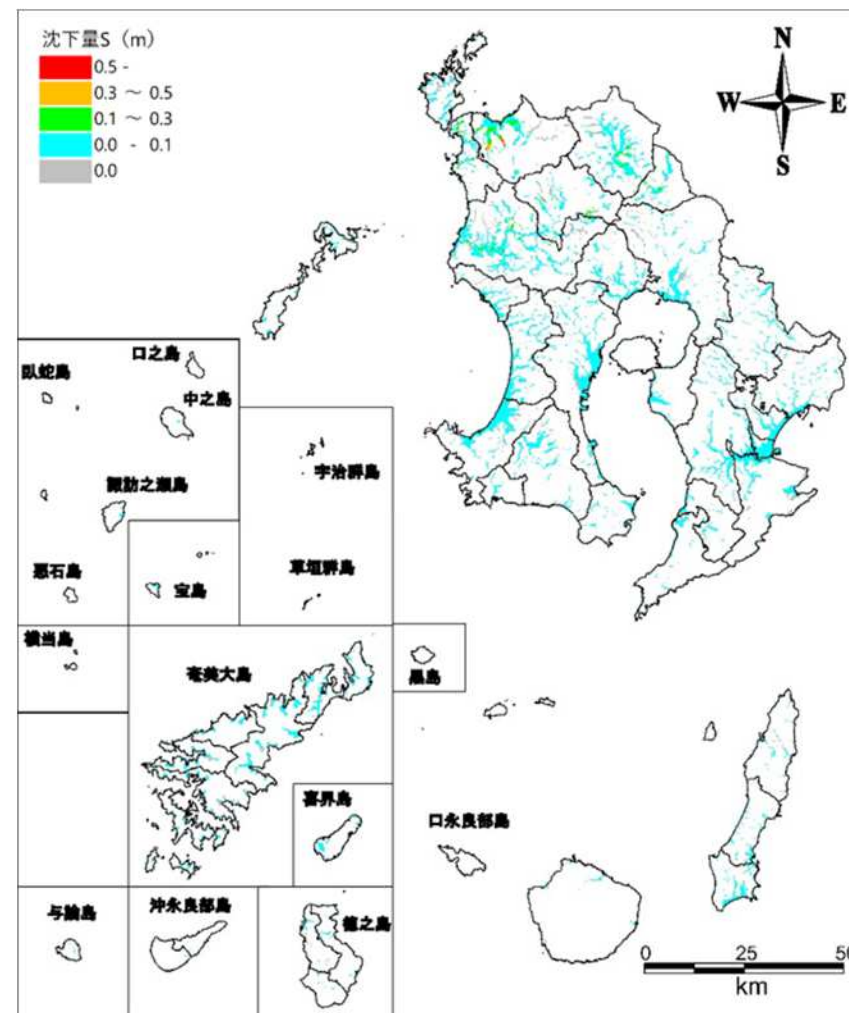 沈下量S（m）
0.5 -
0.3 ～ 0.5
0.1 ～ 0.3
0.0 - 0.1
0.0
N
W E
S
口之島
臥蛇島
中之島
宇治群島
諏訪之瀬島
草垣群島
悪石島
宝島
横当島
奄美大島
黒島
喜界島
口永良部島
与論島
沖永良部島
徳之島
0 25 50
km